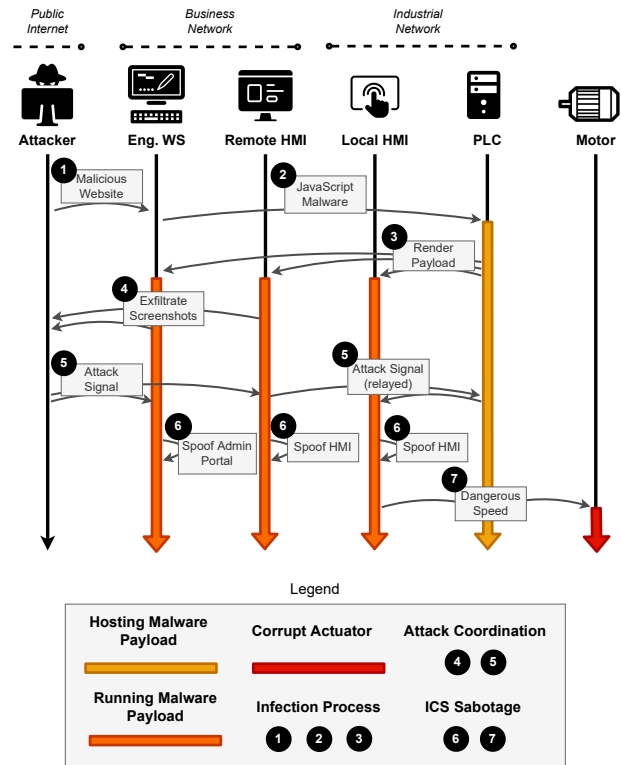 Public
Internet
Business
Network
Industrial
Network
Attacker
Eng. WS
Remote HMI
Local HMI
PLC
Motor
1
Malicious
Website
2
JavaScript
Malware
3
Render
Payload
4
Exfiltrate
Screenshots
5
Attack
Signal
5
Attack Signal
(relayed)
6
Spoof Admin
Portal
6
Spoof HMI
6
Spoof HMI
7
Dangerous
Speed
Legend
Hosting Malware
Payload
Corrupt Actuator
Attack Coordination
4 5
Running Malware
Payload
Infection Process
1 2 3
ICS Sabotage
6 7